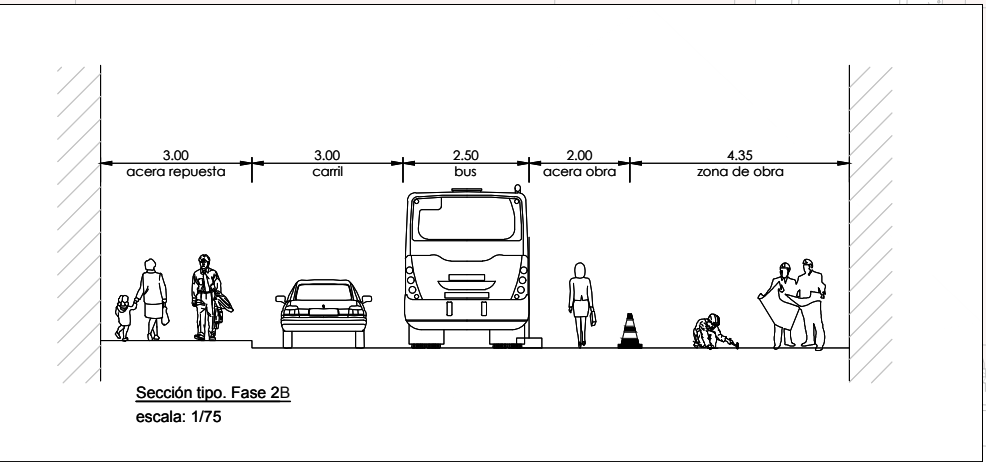 3.00 3.00 2.50 2.00 4.35
acera repuesta carril bus acera obra zona de obra
Sección tipo. Fase 2B
escala: 1/75